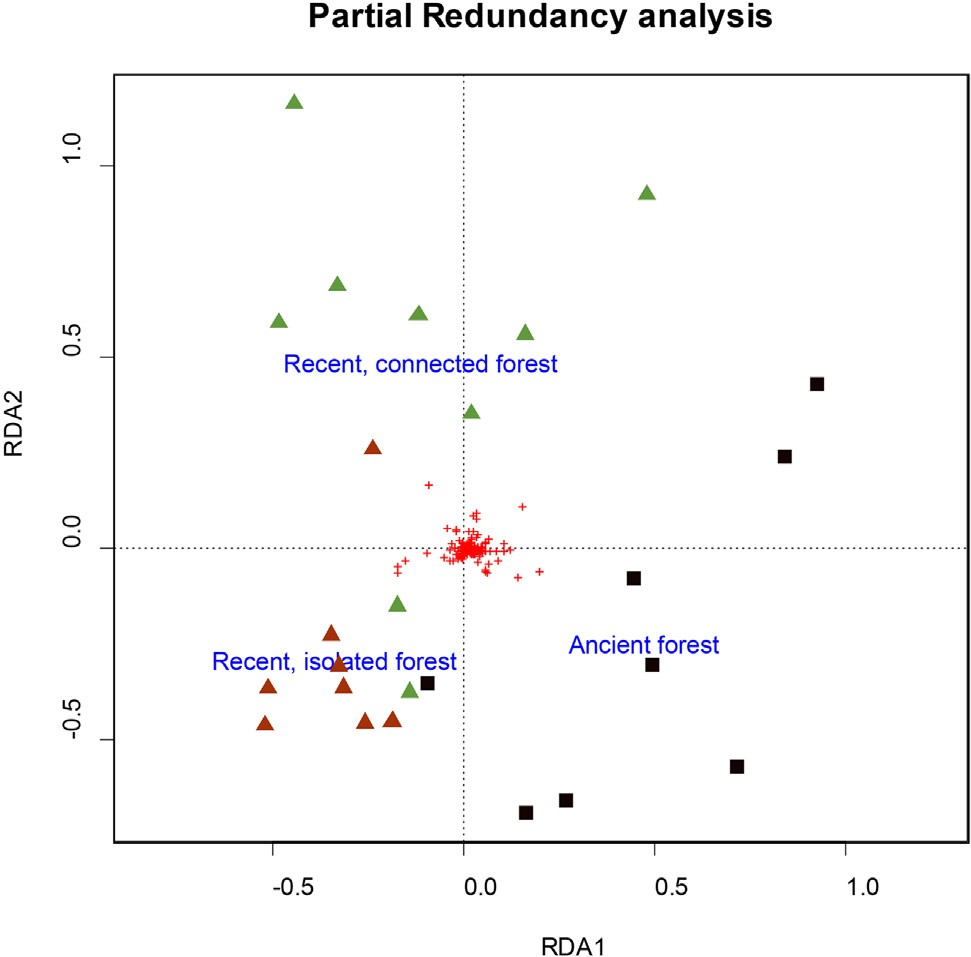 Partial Redundancy analysis
1.0
0.5
0.0
-0.5
RDA2
Recent, connected forest
Ancient forest
Recent, isolated forest
-0.5
0.0
0.5
1.0
RDA1